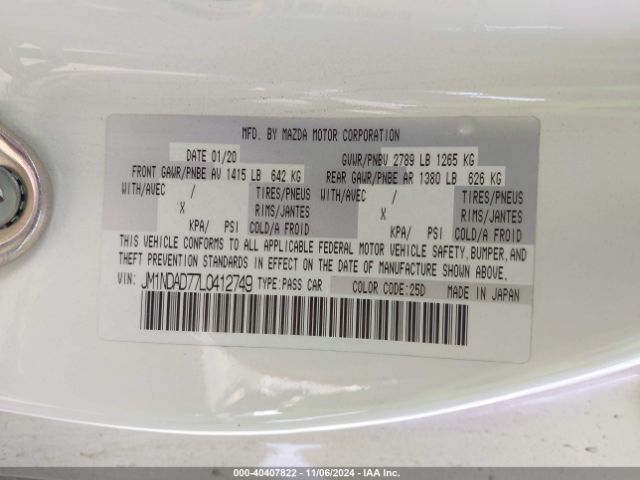 MFD. BY MAZDA MOTOR CORPORATION
DATE 01/20 GVWR/PNBV 2789 LB 1265 KG
FRONT GAWR/PNBE AV 1415 LB 642 KG REAR GAWR/PNBE AR 1380 LB 626 KG
WITH/AVEC / TIRES/PNEUS WITH/AVEC / TIRES/PNEUS
X RIMS/JANTES X RIMS/JANTES
KPA/ PSI COLD/A FROID KPA/ PSI COLD/A FROID
THIS VEHICLE CONFORMS TO ALL APPLICABLE FEDERAL MOTOR VEHICLE SAFETY, BUMPER, AND
THEFT PREVENTION STANDARDS IN EFFECT ON THE DATE OF MANUFACTURE SHOWN ABOVE.
VIN: JM1NDAD77L0412749 TYPE:PASS CAR COLOR CODE:25D MADE IN JAPAN
000-40407822 - 11/06/2024 - IAA Inc.